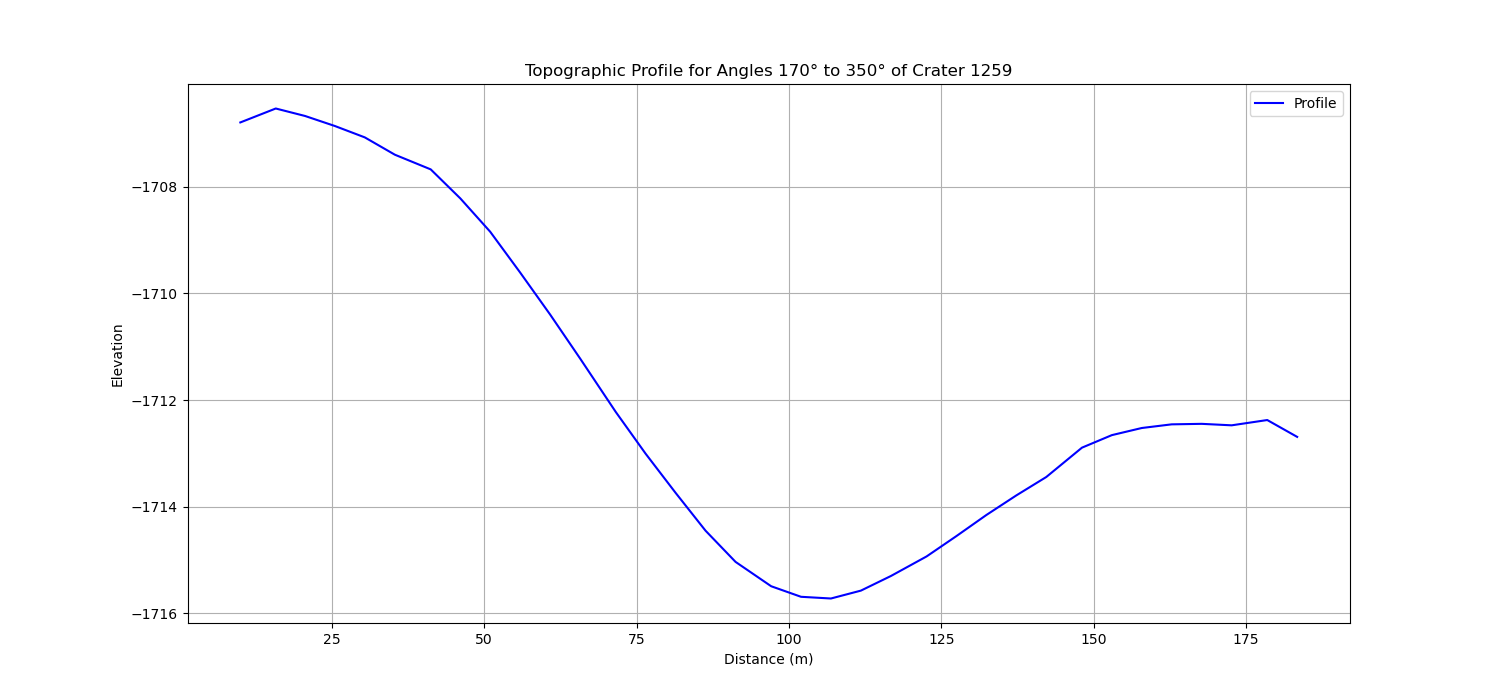 Topographic Profile for Angles 170° to 350° of Crater 1259
Profile
−1708
−1710
−1712
−1714
−1716
Elevation
25 50 75 100 125 150 175
Distance (m)